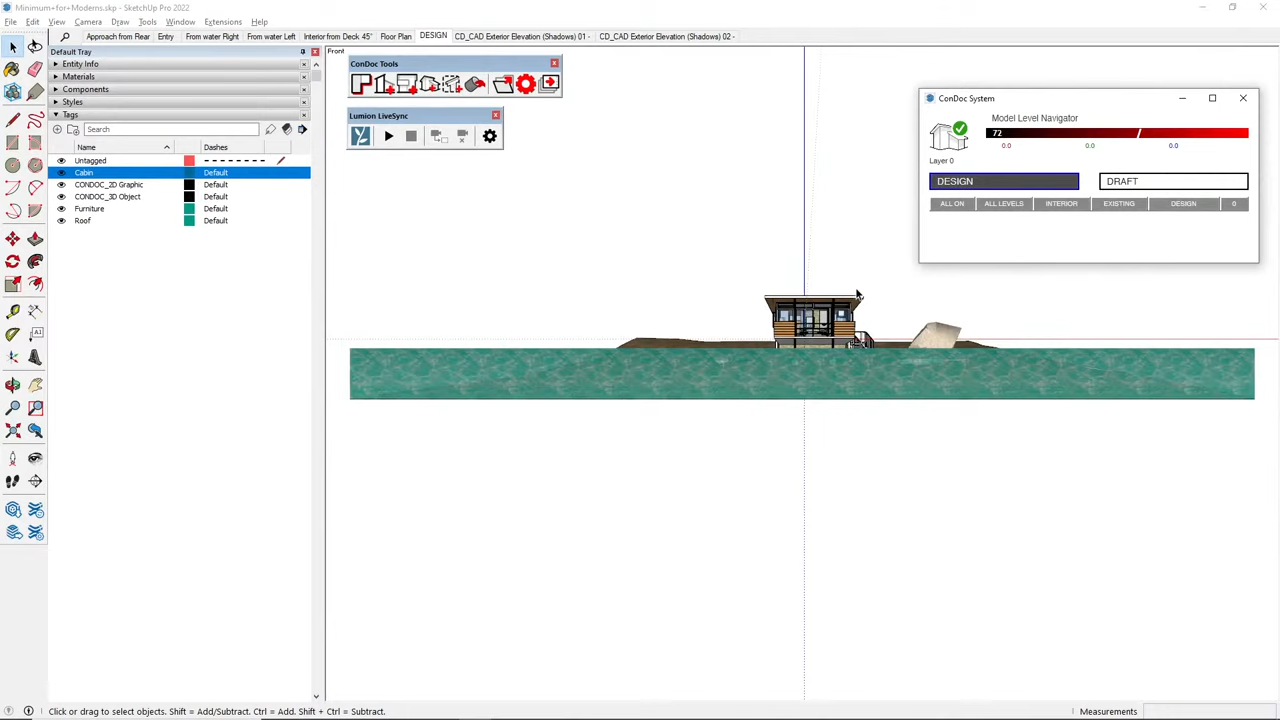 Minimum+for+Moderns.skp - SketchUp Pro 2022
File Edit View Camera Draw Tools Window Extensions Help
Approach from Rear Entry From water Right From water Left Interior from Deck 45° Floor Plan DESIGN CD_CAD Exterior Elevation (Shadows) 01 - CD_CAD Exterior Elevation (Shadows) 02 -
Default Tray
Entity Info
Materials
Components
Styles
Tags
Search
Name Dashes
Untagged
Cabin Default
CONDOC_2D Graphic Default
CONDOC_3D Object Default
Furniture Default
Roof Default
AI
Front
ConDoc Tools
Lumion LiveSync
ConDoc System
Model Level Navigator
72
0.0 0.0 0.0
Layer 0
DESIGN DRAFT
ALL ON ALL LEVELS INTERIOR EXISTING DESIGN 0
Click or drag to select objects. Shift = Add/Subtract. Ctrl = Add. Shift + Ctrl = Subtract.
Measurements